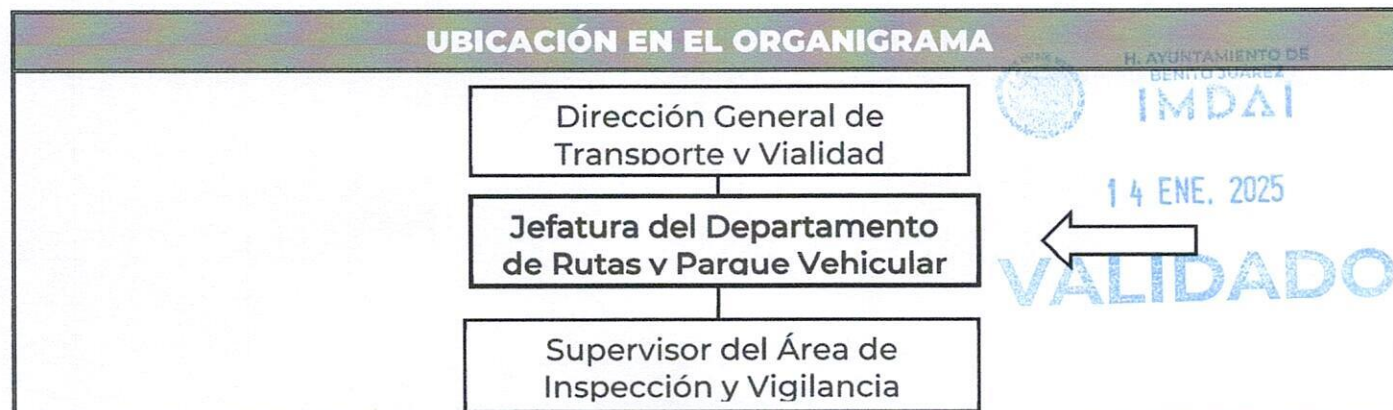 UBICACIÓN EN EL ORGANIGRAMA
H. AYUNTAMIENTO DE
BENITO JUÁREZ
IMDAI
Dirección General de
Transporte y Vialidad
14 ENE. 2025
Jefatura del Departamento
de Rutas y Parque Vehicular
VALIDADO
Supervisor del Área de
Inspección y Vigilancia